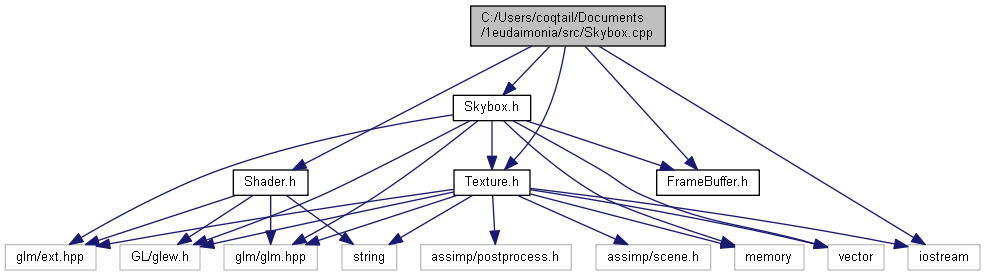 C:/Users/coqtail/Documents
/1eudaimonia/src/Skybox.cpp
Skybox.h
Shader.h
Texture.h
FrameBuffer.h
glm/ext.hpp
GL/glew.h
glm/glm.hpp
string
assimp/postprocess.h
assimp/scene.h
memory
vector
iostream